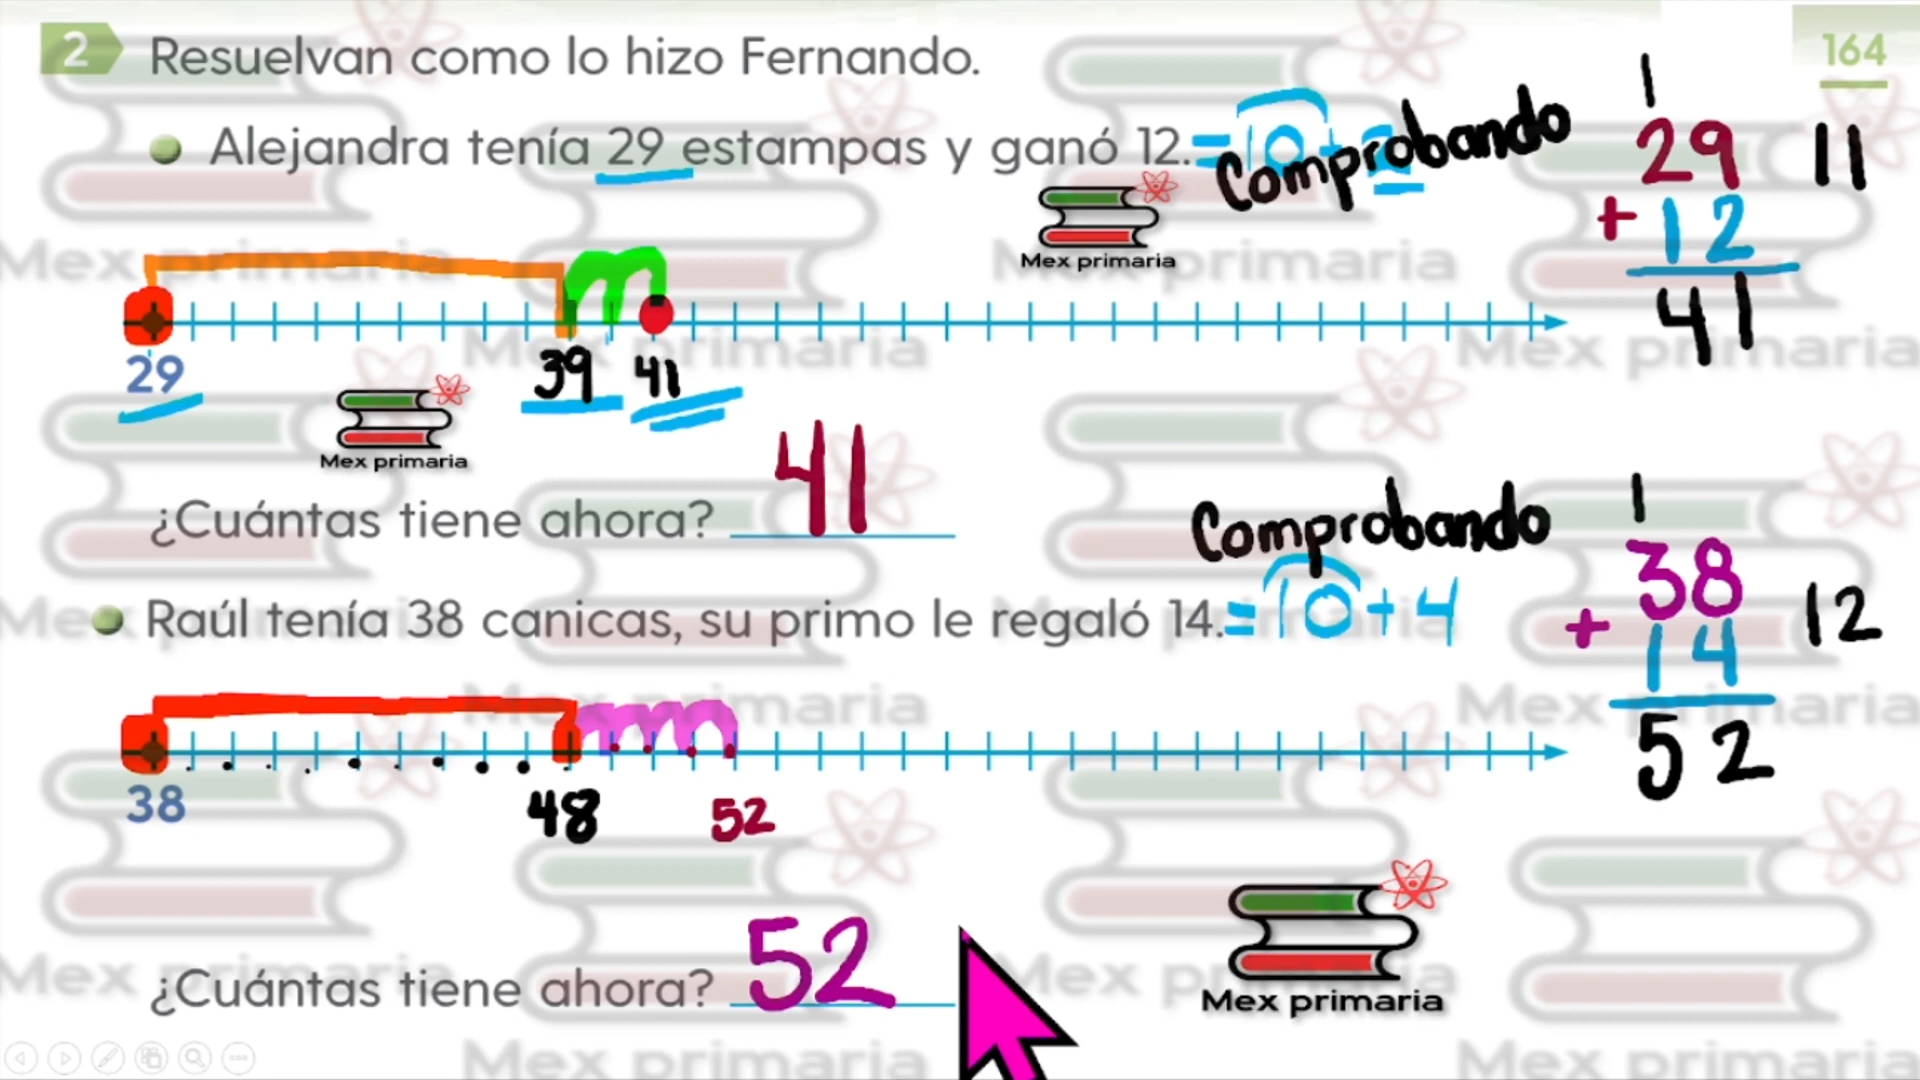 2 Resuelvan como lo hizo Fernando.
164
Alejandra tenía 29 estampas y ganó 12. = 10 + 2
Comprobando
1
29 11
+ 12
41
Mex primaria
29 39 41
Mex primaria
¿Cuántas tiene ahora? 41
Comprobando
Raúl tenía 38 canicas, su primo le regaló 14. = 10 + 4
1
38 12
+ 14
52
38 48 52
¿Cuántas tiene ahora? 52
Mex primaria